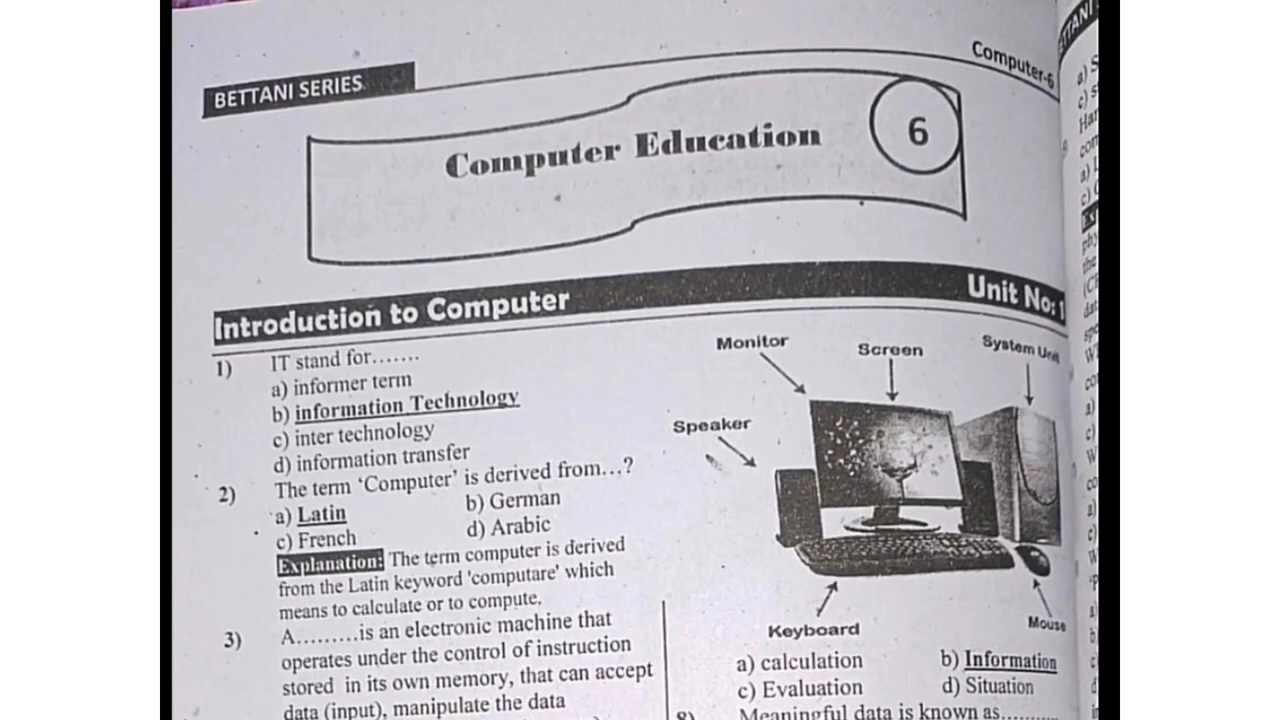 BETTANI SERIES
Computer-6
Computer Education
6
Introduction to Computer
Unit No: 1
1) IT stand for…….
a) informer term
b) information Technology
c) inter technology
d) information transfer
2) The term ‘Computer’ is derived from…?
a) Latin b) German
c) French d) Arabic
Explanation: The term computer is derived
from the Latin keyword 'computare' which
means to calculate or to compute.
3) A………is an electronic machine that
operates under the control of instruction
stored in its own memory, that can accept
data (input), manipulate the data
Monitor
Screen
System Unit
Speaker
Keyboard
Mouse
a) calculation b) Information
c) Evaluation d) Situation
8) Meaningful data is known as………